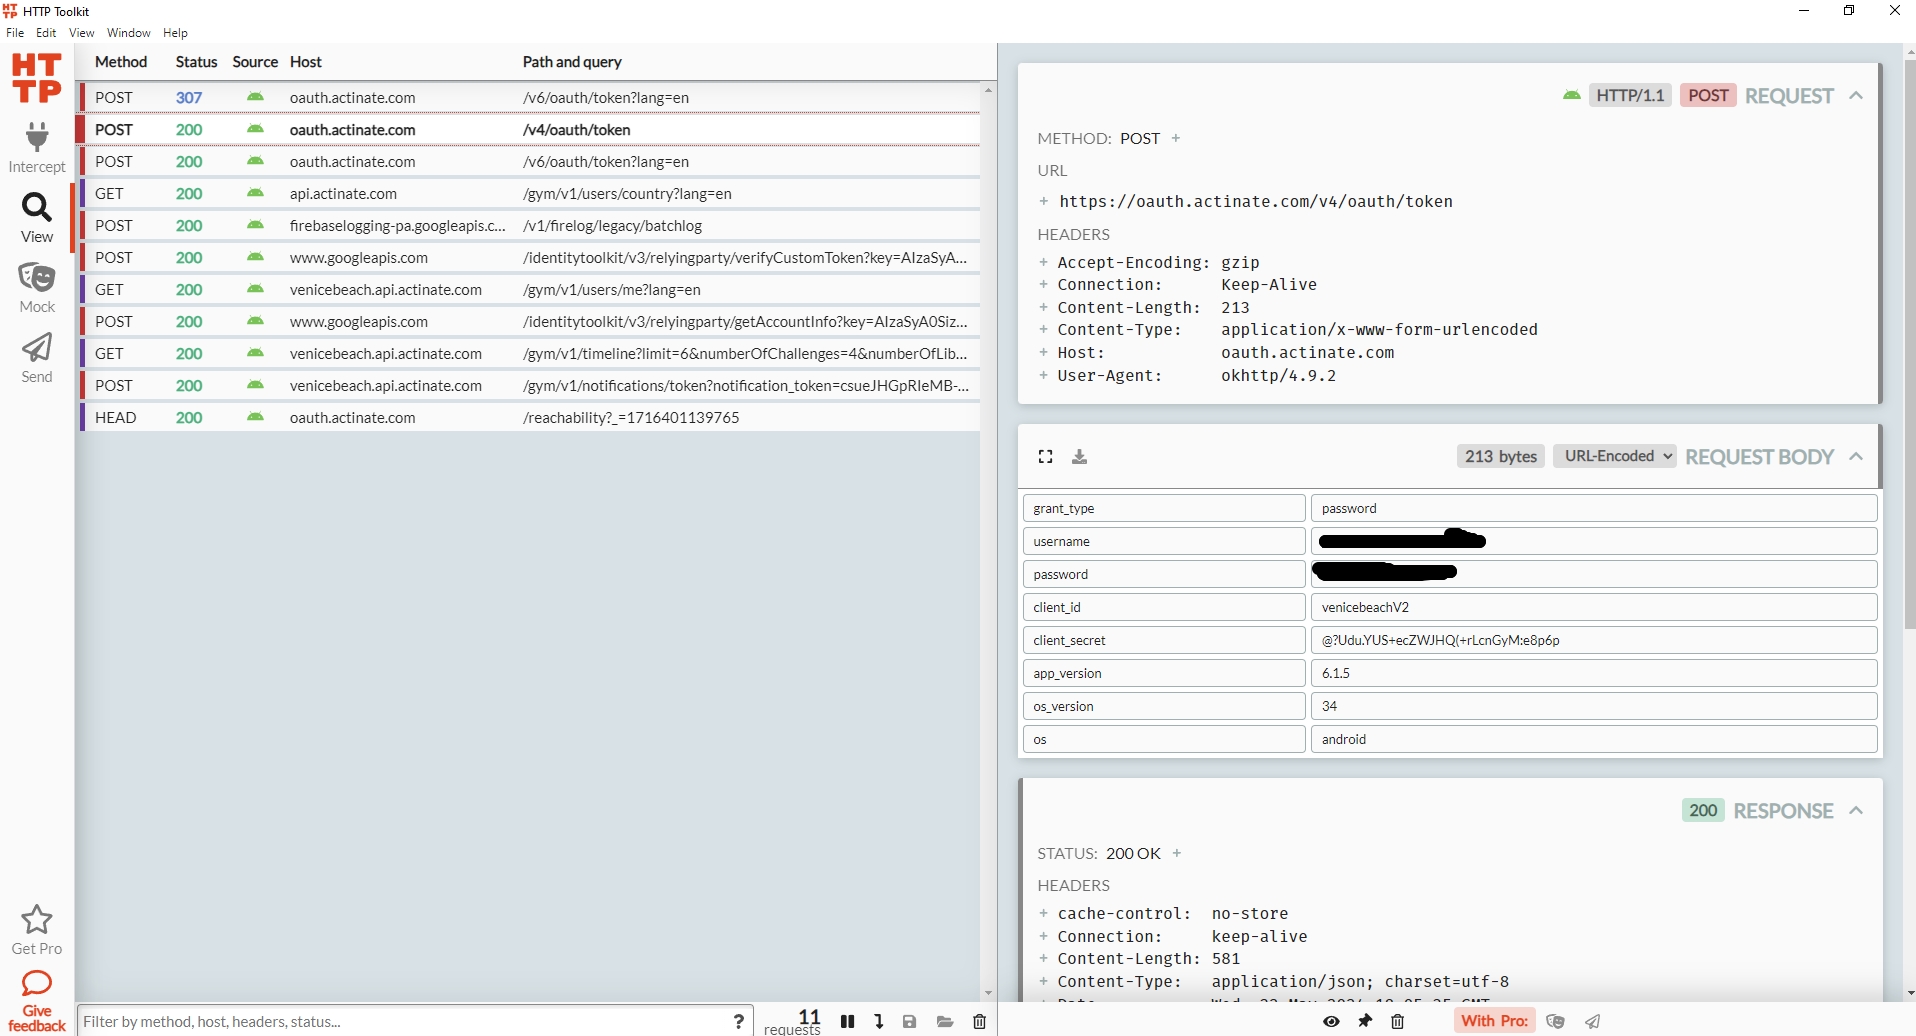 HTTP Toolkit
File Edit View Window Help
HT
TP
Intercept
View
Mock
Send
Get Pro
Give
feedback
Method Status Source Host Path and query
POST 307 oauth.actinate.com /v6/oauth/token?lang=en
POST 200 oauth.actinate.com /v4/oauth/token
POST 200 oauth.actinate.com /v6/oauth/token?lang=en
GET 200 api.actinate.com /gym/v1/users/country?lang=en
POST 200 firebaselogging-pa.googleapis.c... /v1/firelog/legacy/batchlog
POST 200 www.googleapis.com /identitytoolkit/v3/relyingparty/verifyCustomToken?key=AIzaSyA...
GET 200 venicebeach.api.actinate.com /gym/v1/users/me?lang=en
POST 200 www.googleapis.com /identitytoolkit/v3/relyingparty/getAccountInfo?key=AIzaSyA0Siz...
GET 200 venicebeach.api.actinate.com /gym/v1/timeline?limit=6&numberOfChallenges=4&numberOfLib...
POST 200 venicebeach.api.actinate.com /gym/v1/notifications/token?notification_token=csueJHGpRIeMB-...
HEAD 200 oauth.actinate.com /reachability?_=1716401139765
Filter by method, host, headers, status... ?
11
requests
HTTP/1.1 POST REQUEST
METHOD: POST +
URL
+ https://oauth.actinate.com/v4/oauth/token
HEADERS
+ Accept-Encoding: gzip
+ Connection: Keep-Alive
+ Content-Length: 213
+ Content-Type: application/x-www-form-urlencoded
+ Host: oauth.actinate.com
+ User-Agent: okhttp/4.9.2
213 bytes URL-Encoded REQUEST BODY
grant_type password
username
password
client_id venicebeachV2
client_secret @?Udu.YUS+ecZWJHQ(+rLcnGyM:e8p6p
app_version 6.1.5
os_version 34
os android
200 RESPONSE
STATUS: 200 OK +
HEADERS
+ cache-control: no-store
+ Connection: keep-alive
+ Content-Length: 581
+ Content-Type: application/json; charset=utf-8
With Pro: